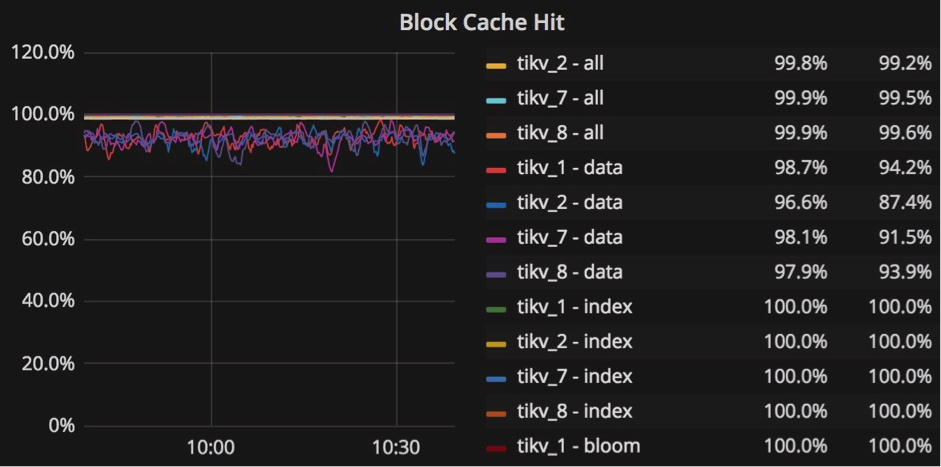 Block Cache Hit
120.0%
100.0%
80.0%
60.0%
40.0%
20.0%
0%
10:00 10:30
tikv_2 - all 99.8% 99.2%
tikv_7 - all 99.9% 99.5%
tikv_8 - all 99.9% 99.6%
tikv_1 - data 98.7% 94.2%
tikv_2 - data 96.6% 87.4%
tikv_7 - data 98.1% 91.5%
tikv_8 - data 97.9% 93.9%
tikv_1 - index 100.0% 100.0%
tikv_2 - index 100.0% 100.0%
tikv_7 - index 100.0% 100.0%
tikv_8 - index 100.0% 100.0%
tikv_1 - bloom 100.0% 100.0%